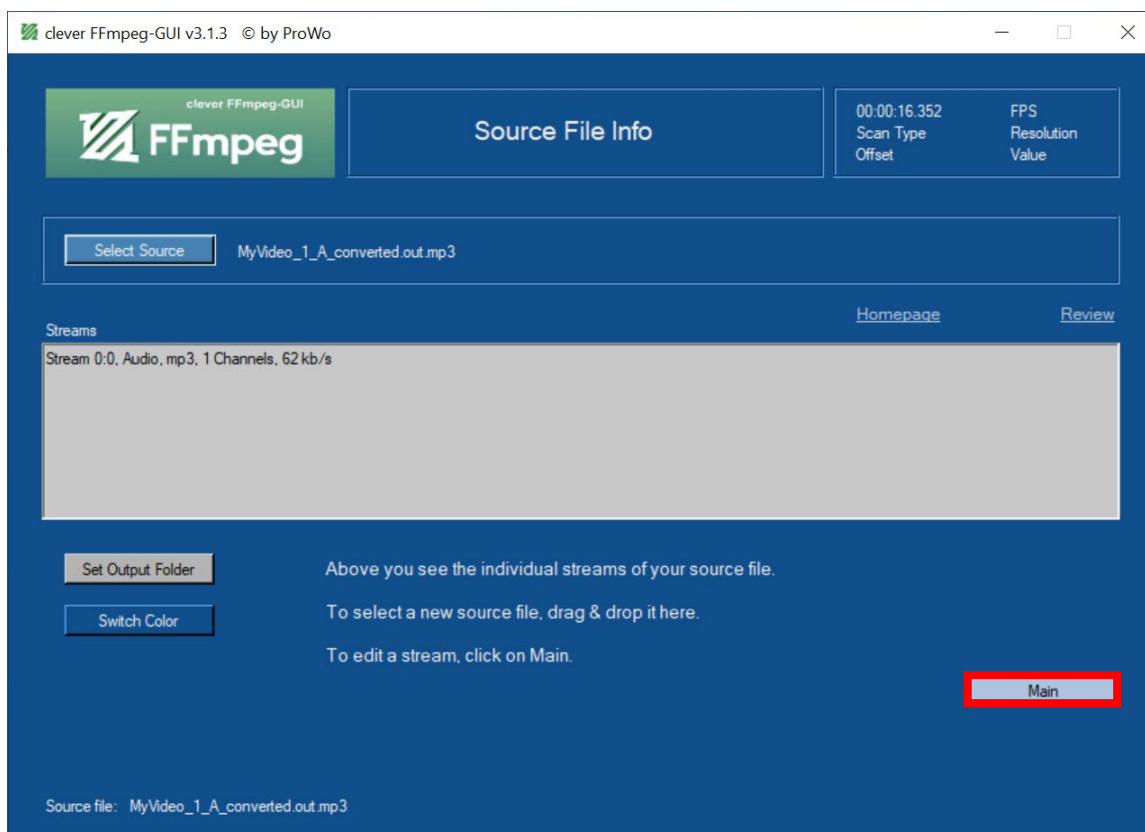 clever FFmpeg-GUI v3.1.3 © by ProWo
clever FFmpeg-GUI
FFmpeg
Source File Info
00:00:16.352 FPS
Scan Type Resolution
Offset Value
Select Source MyVideo_1_A_converted.out.mp3
Homepage Review
Streams
Stream 0:0, Audio, mp3, 1 Channels, 62 kb/s
Set Output Folder
Switch Color
Above you see the individual streams of your source file.
To select a new source file, drag & drop it here.
To edit a stream, click on Main.
Main
Source file: MyVideo_1_A_converted.out.mp3